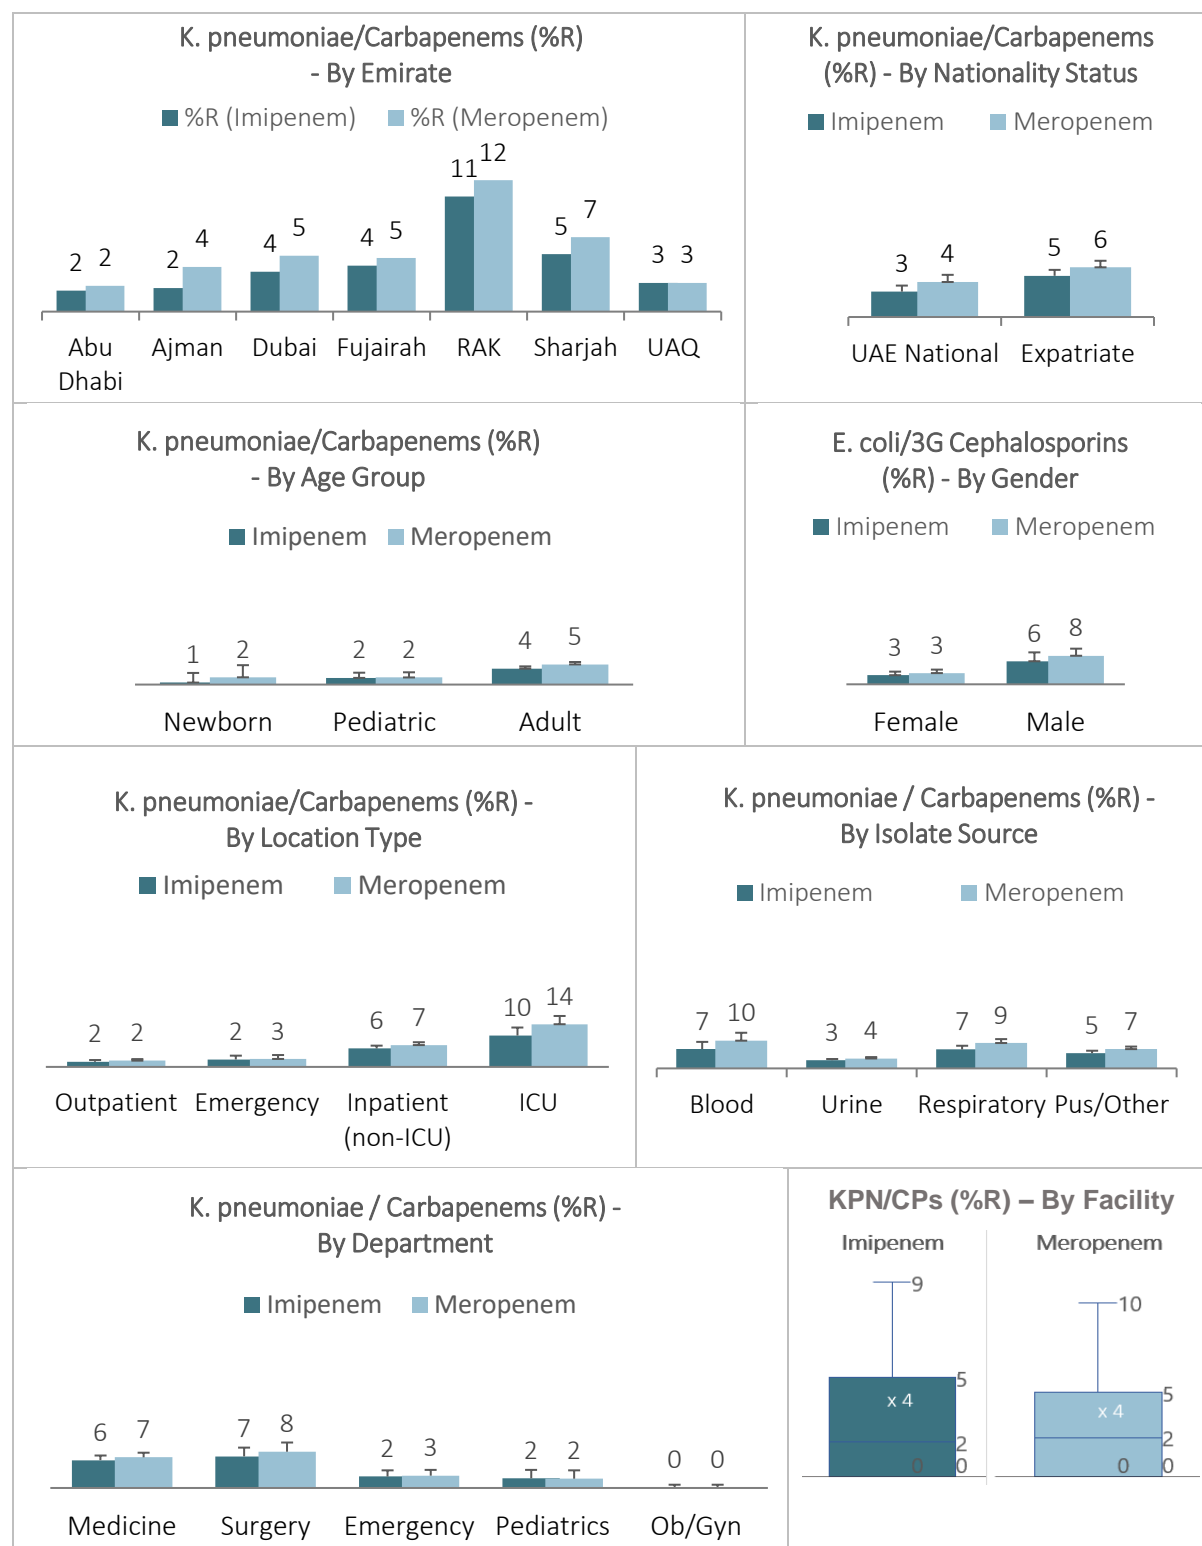 K. pneumoniae/Carbapenems (%R)
- By Emirate
%R (Imipenem) %R (Meropenem)
2 2 2 4 4 5 4 5 11 12 5 7 3 3
Abu Dhabi Ajman Dubai Fujairah RAK Sharjah UAQ
K. pneumoniae/Carbapenems
(%R) - By Nationality Status
Imipenem Meropenem
3 4 5 6
UAE National Expatriate
K. pneumoniae/Carbapenems (%R)
- By Age Group
Imipenem Meropenem
1 2 2 2 4 5
Newborn Pediatric Adult
E. coli/3G Cephalosporins
(%R) - By Gender
Imipenem Meropenem
3 3 6 8
Female Male
K. pneumoniae/Carbapenems (%R) -
By Location Type
Imipenem Meropenem
2 2 2 3 6 7 10 14
Outpatient Emergency Inpatient ICU
(non-ICU)
K. pneumoniae / Carbapenems (%R) -
By Isolate Source
Imipenem Meropenem
7 10 3 4 7 9 5 7
Blood Urine Respiratory Pus/Other
K. pneumoniae / Carbapenems (%R) -
By Department
Imipenem Meropenem
6 7 7 8 2 3 2 2 0 0
Medicine Surgery Emergency Pediatrics Ob/Gyn
KPN/CPs (%R) – By Facility
Imipenem Meropenem
9
10
5
5
x 4
x 4
2
2
0 0
0 0